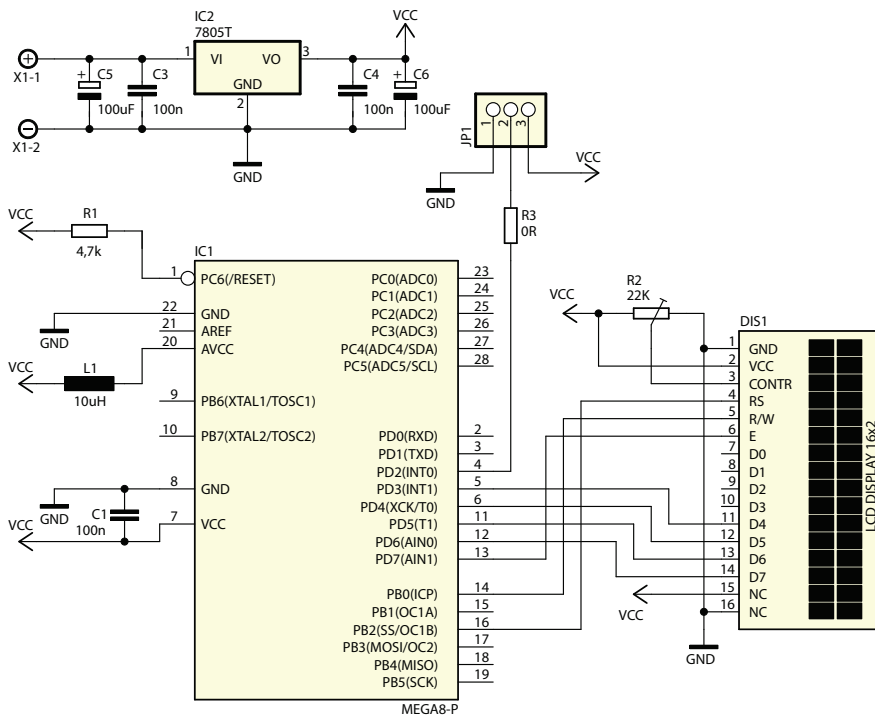 IC2
7805T
VCC
1
VI
VO
3
GND
2
X1-1
+
C5
100uF
C3
100n
C4
100n
+
C6
100uF
X1-2
GND
JP1
1
2
3
GND
VCC
R3
0R
VCC
R1
4,7k
IC1
1
PC6(/RESET)
22
GND
21
AREF
20
AVCC
GND
VCC
L1
10uH
9
PB6(XTAL1/TOSC1)
10
PB7(XTAL2/TOSC2)
8
GND
7
VCC
GND
C1
100n
VCC
PC0(ADC0)
23
PC1(ADC1)
24
PC2(ADC2)
25
PC3(ADC3)
26
PC4(ADC4/SDA)
27
PC5(ADC5/SCL)
28
PD0(RXD)
2
PD1(TXD)
3
PD2(INT0)
4
PD3(INT1)
5
PD4(XCK/T0)
6
PD5(T1)
11
PD6(AIN0)
12
PD7(AIN1)
13
PB0(ICP)
14
PB1(OC1A)
15
PB2(SS/OC1B)
16
PB3(MOSI/OC2)
17
PB4(MISO)
18
PB5(SCK)
19
MEGA8-P
VCC
R2
22K
DIS1
1
GND
2
VCC
3
CONTR
4
RS
5
R/W
6
E
7
D0
8
D1
9
D2
10
D3
11
D4
12
D5
13
D6
14
D7
15
NC
16
NC
LCD DISPLAY 16x2
VCC
GND